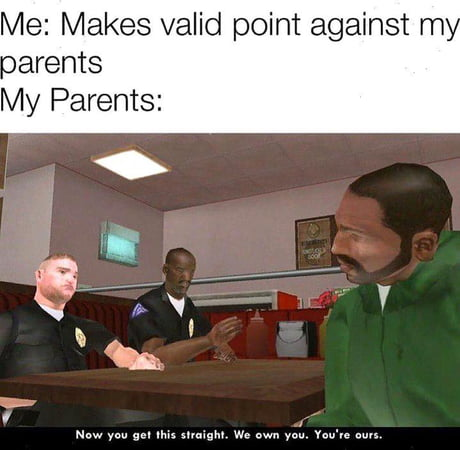 Me: Makes valid point against my
parents
My Parents:
Now you get this straight. We own you. You're ours.